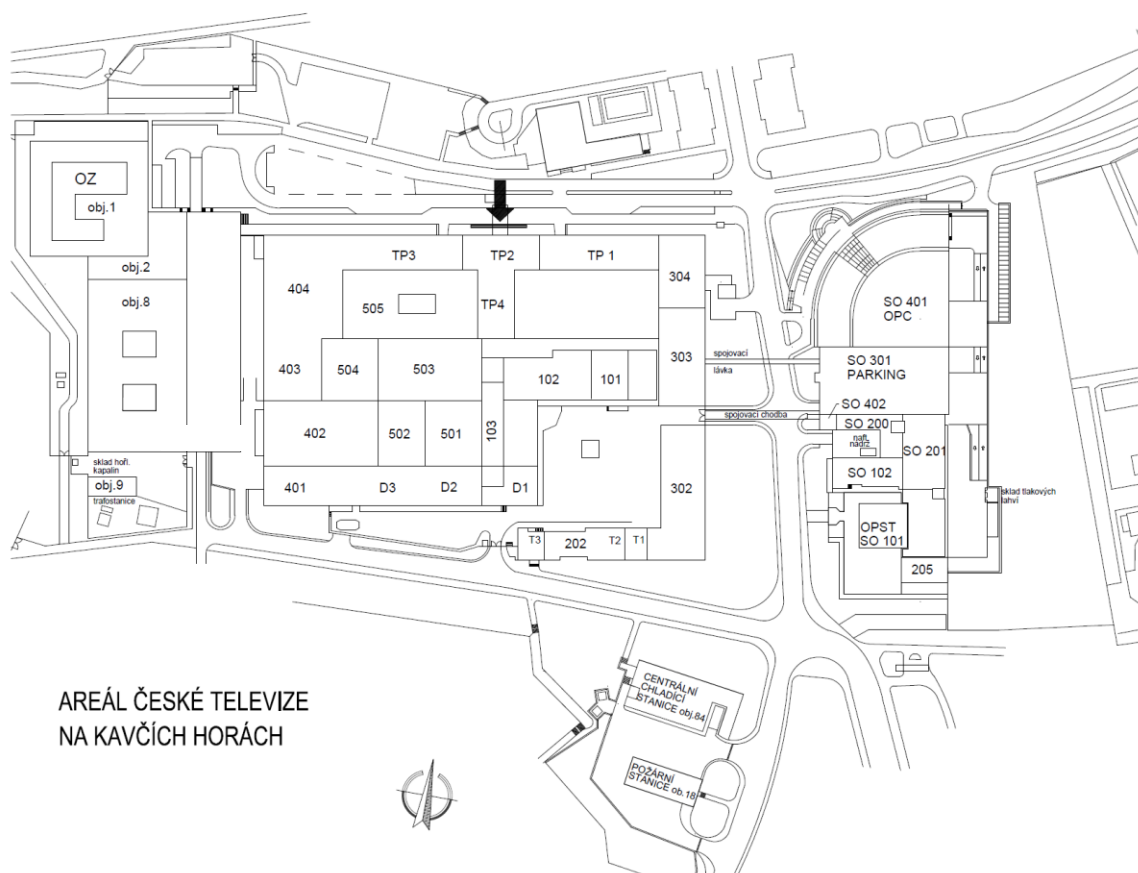 OZ
obj.1
obj.2
obj.8
sklad hořl.
kapalin
obj.9
trafostanice
TP3
TP2
TP 1
404
505
TP4
304
403
504
503
102
101
303
402
502
501
103
401
D3
D2
D1
302
T3
202
T2
T1
spojovací
lávka
spojovací chodba
SO 401
OPC
SO 301
PARKING
SO 402
SO 200
naft.
nádrž
SO 201
SO 102
sklad tlakových
lahví
OPST
SO 101
205
CENTRÁLNÍ
CHLADÍCÍ
STANICE obj.84
POŽÁRNÍ
STANICE ob.18
AREÁL ČESKÉ TELEVIZE
NA KAVČÍCH HORÁCH